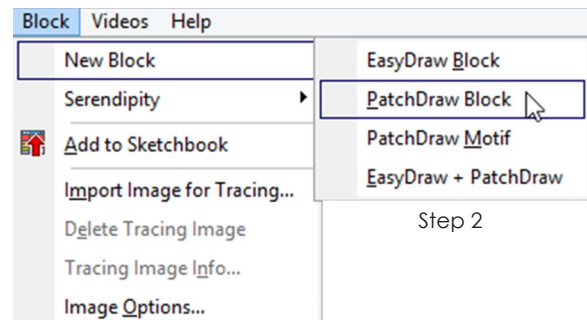 Block Videos Help
New Block
Serendipity
Add to Sketchbook
Import Image for Tracing...
Delete Tracing Image
Tracing Image Info...
Image Options...
EasyDraw Block
PatchDraw Block
PatchDraw Motif
EasyDraw + PatchDraw
Step 2